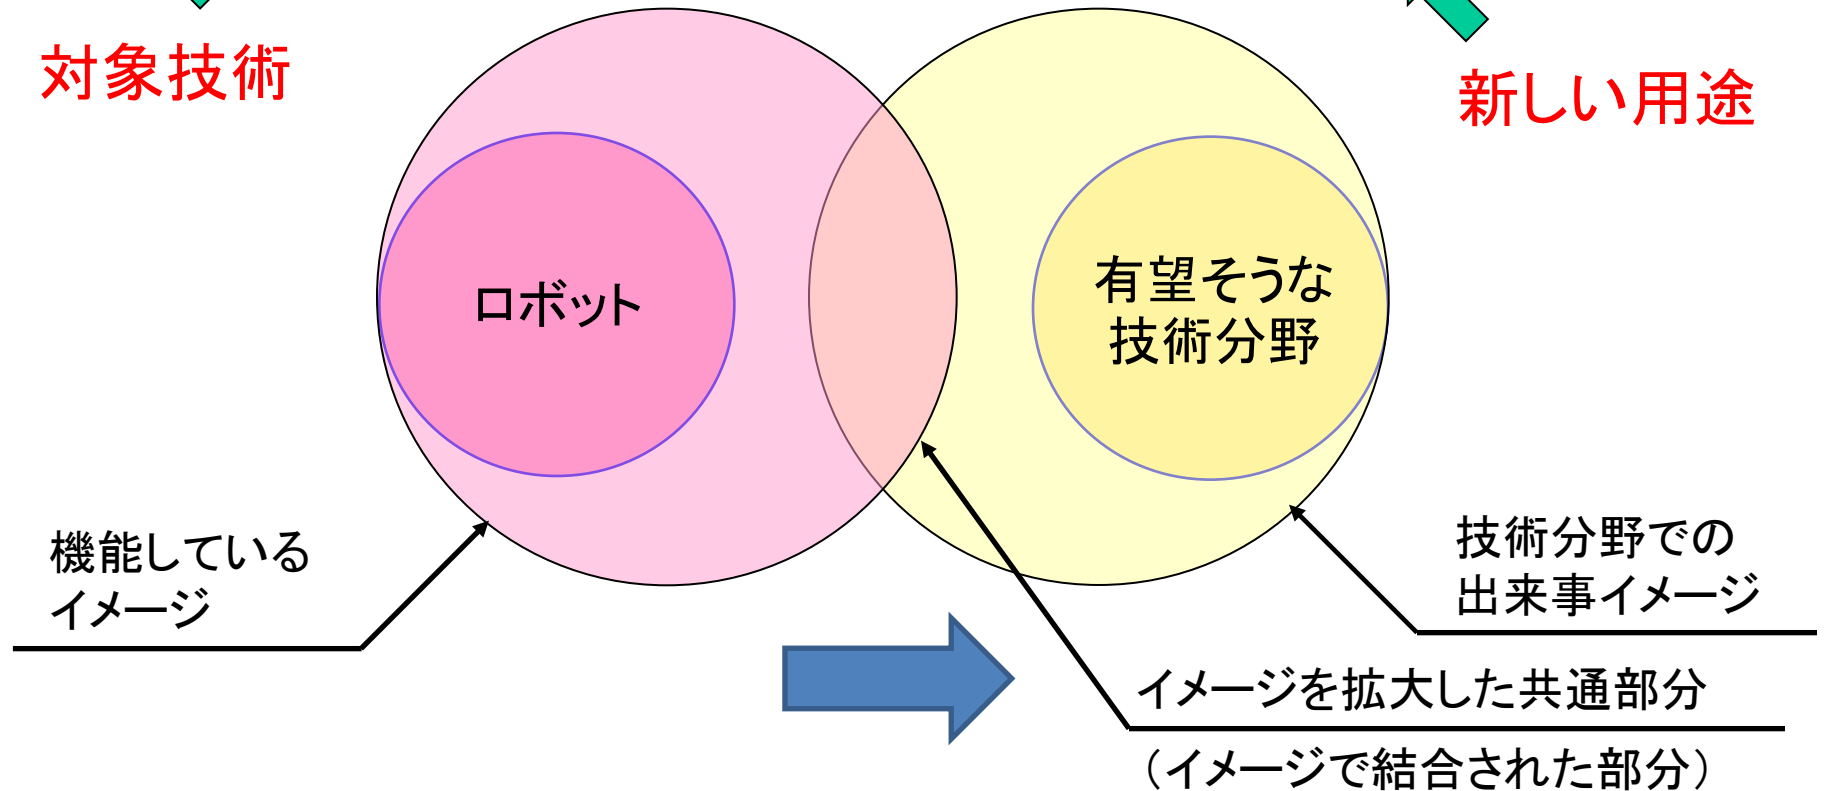 対象技術
新しい用途
ロボット
有望そうな
技術分野
機能している
イメージ
技術分野での
出来事イメージ
イメージを拡大した共通部分
（イメージで結合された部分）